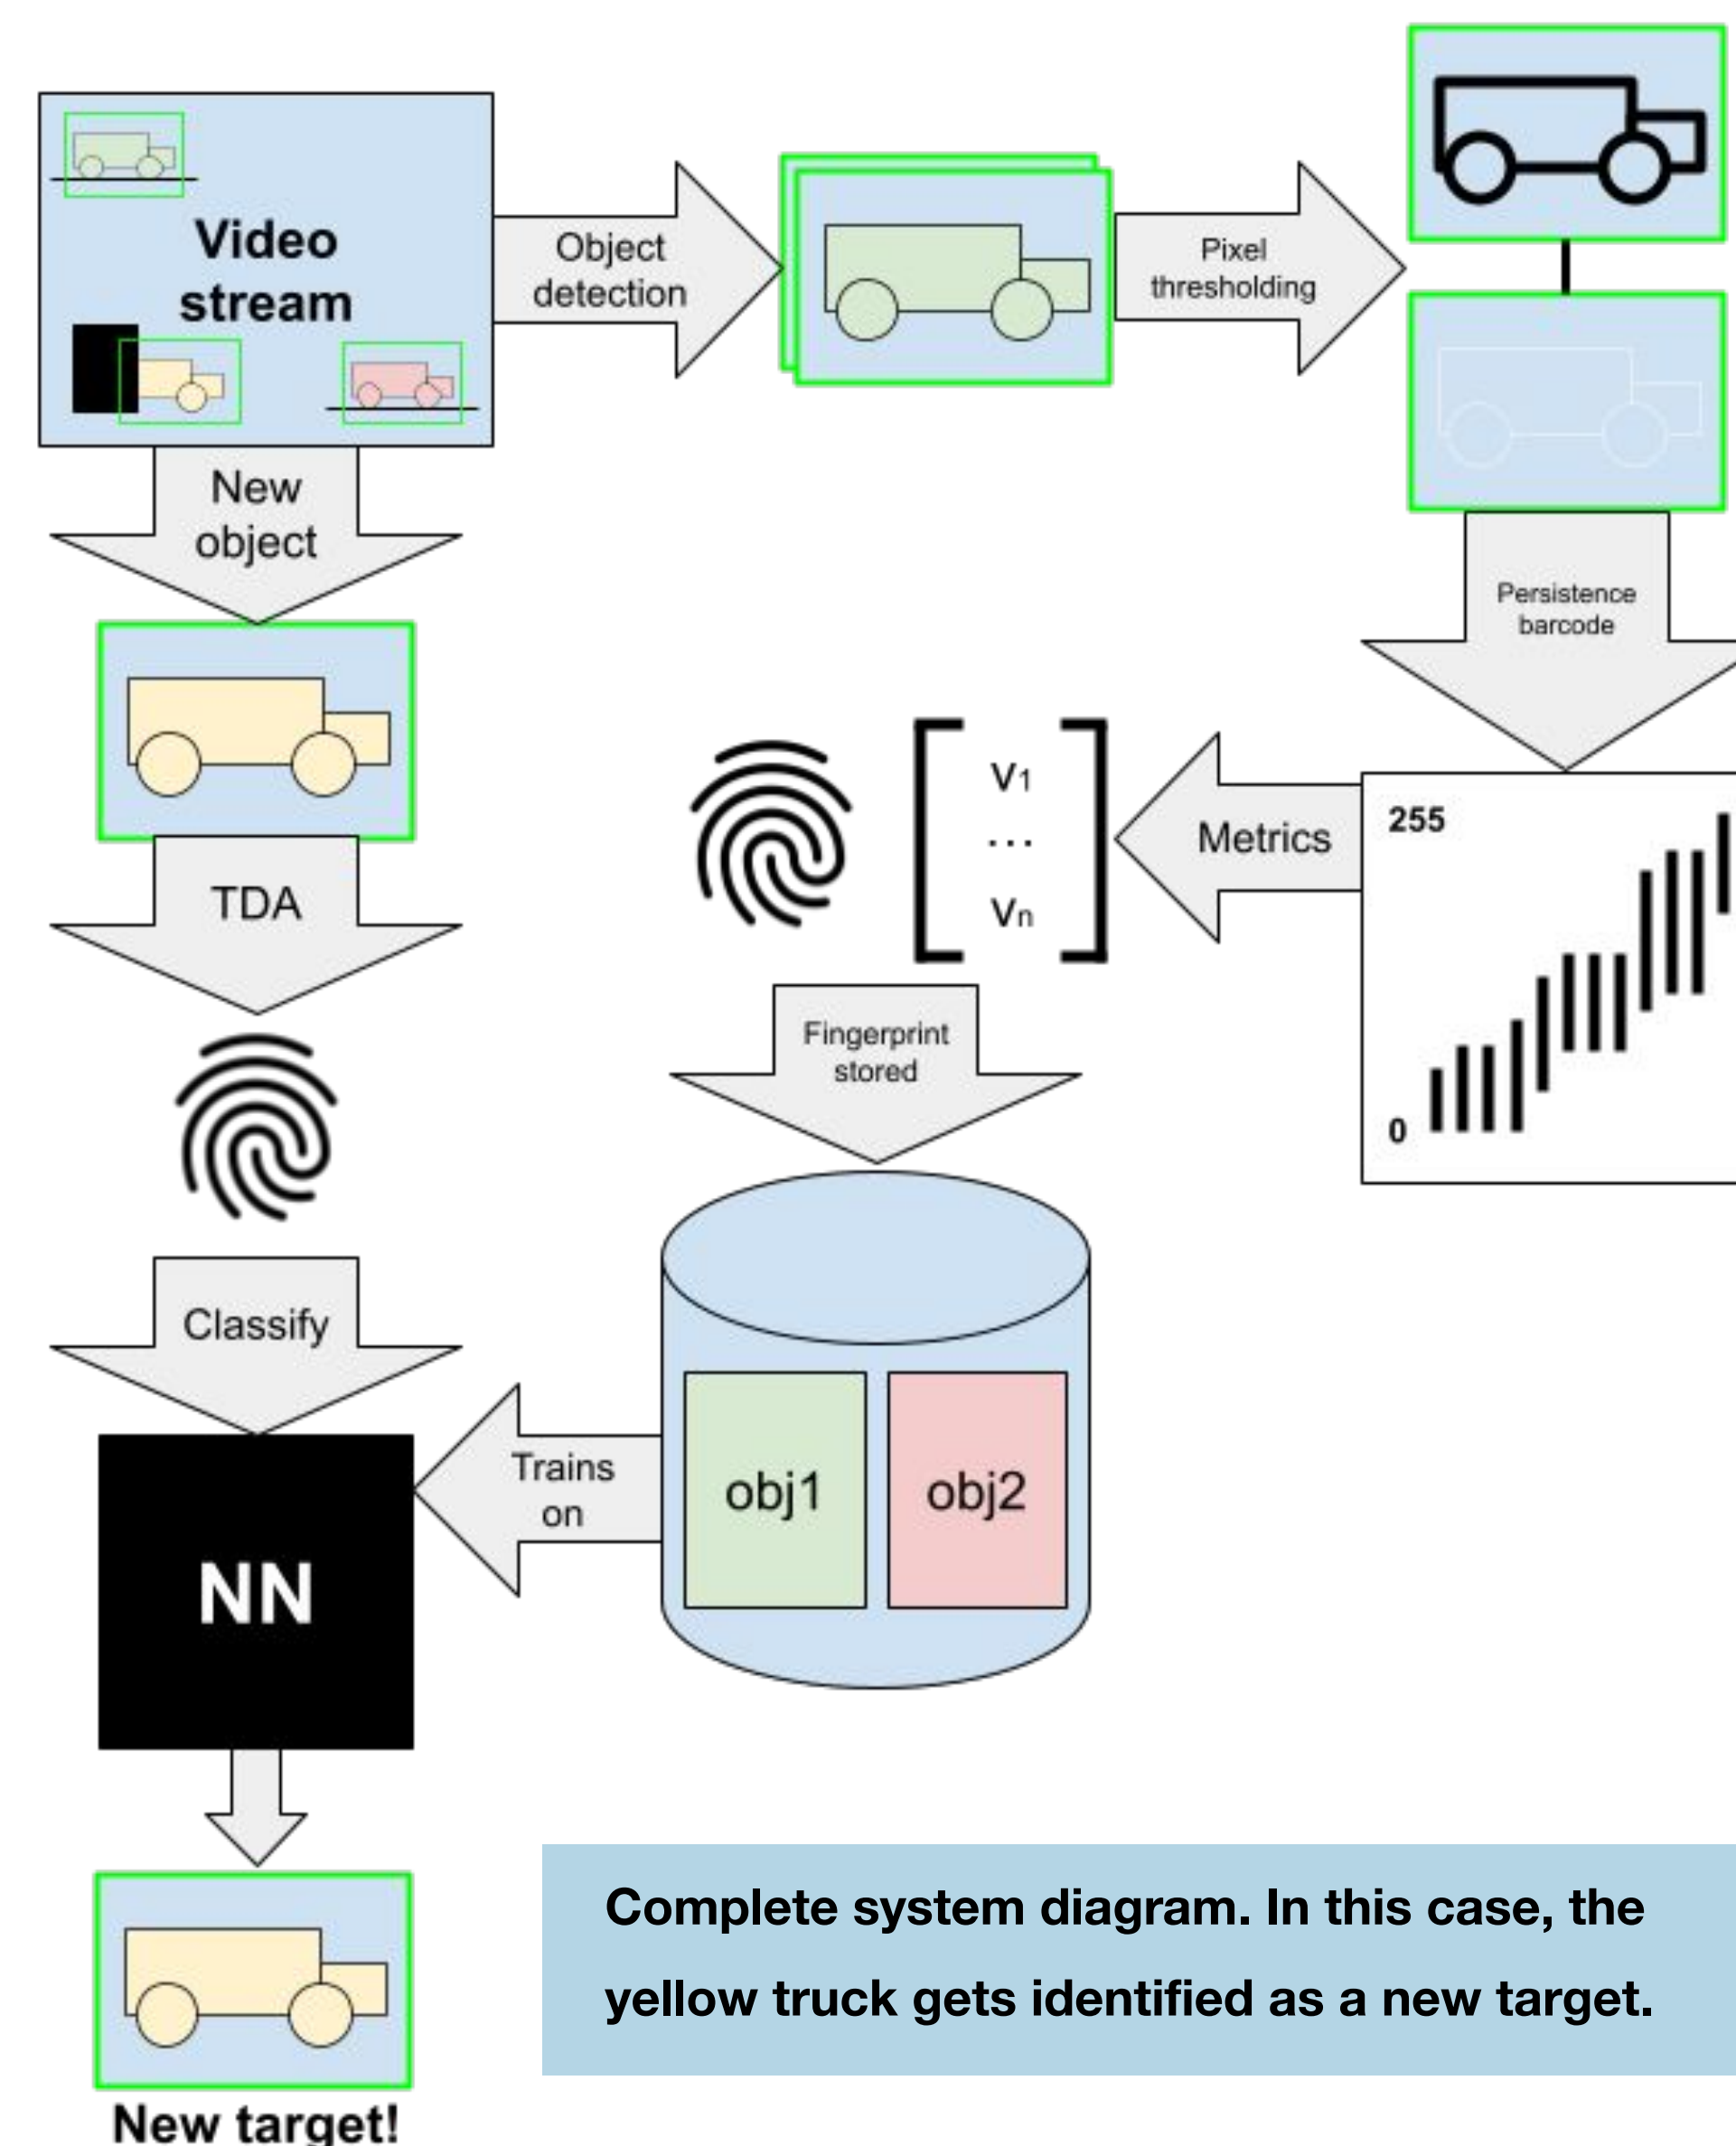 Video
stream
Object
detection
Pixel
thresholding
New
object
Persistence
barcode
TDA
v1
...
vn
Metrics
255
0
Fingerprint
stored
Classify
Trains
on
obj1
obj2
NN
Complete system diagram. In this case, the
yellow truck gets identified as a new target.
New target!